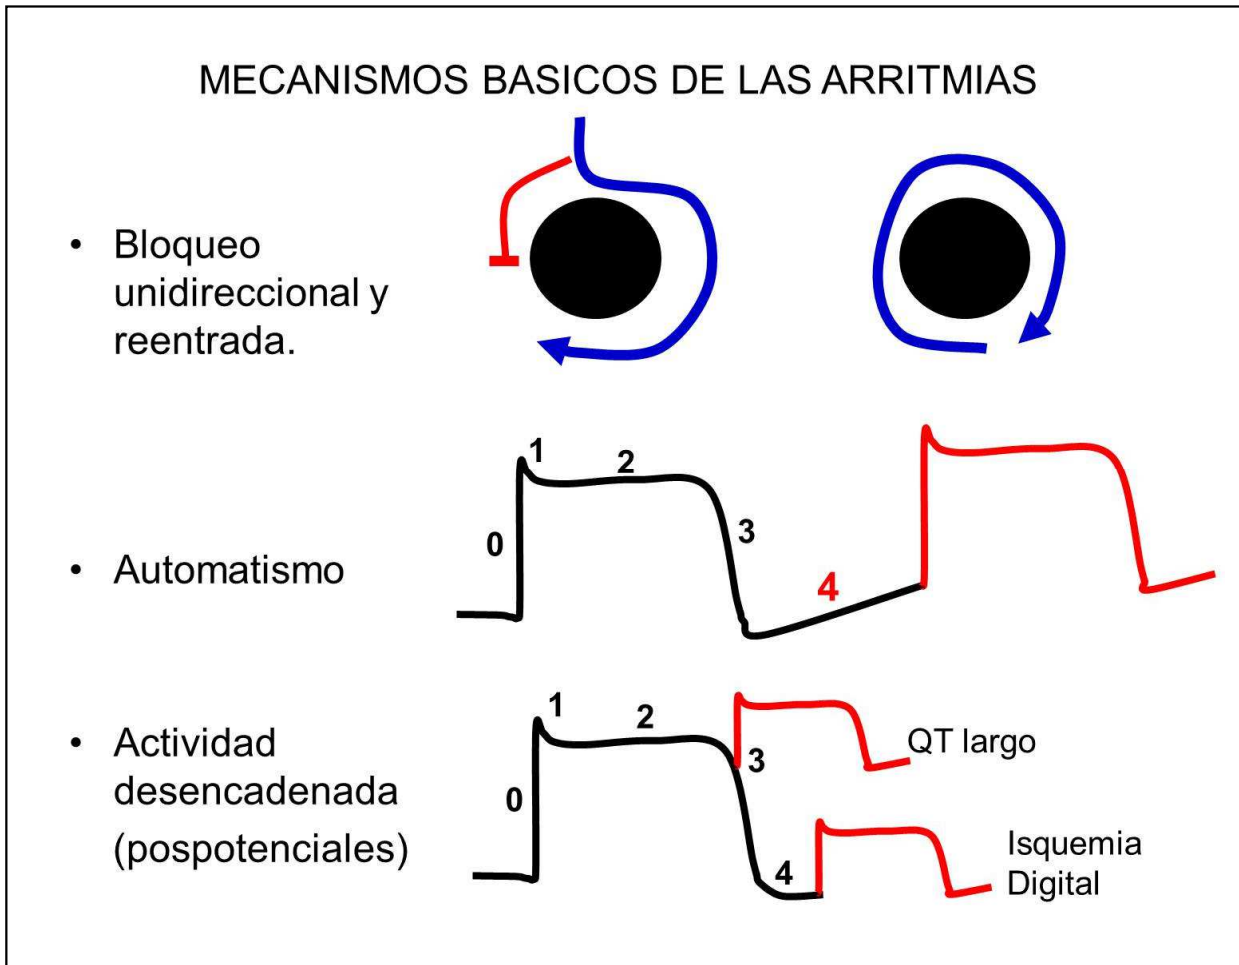 MECANISMOS BASICOS DE LAS ARRITMIAS
• Bloqueo
unidireccional y
reentrada.
• Automatismo
0
1
2
3
4
• Actividad
desencadenada
(pospotenciales)
0
1
2
3
4
QT largo
Isquemia
Digital